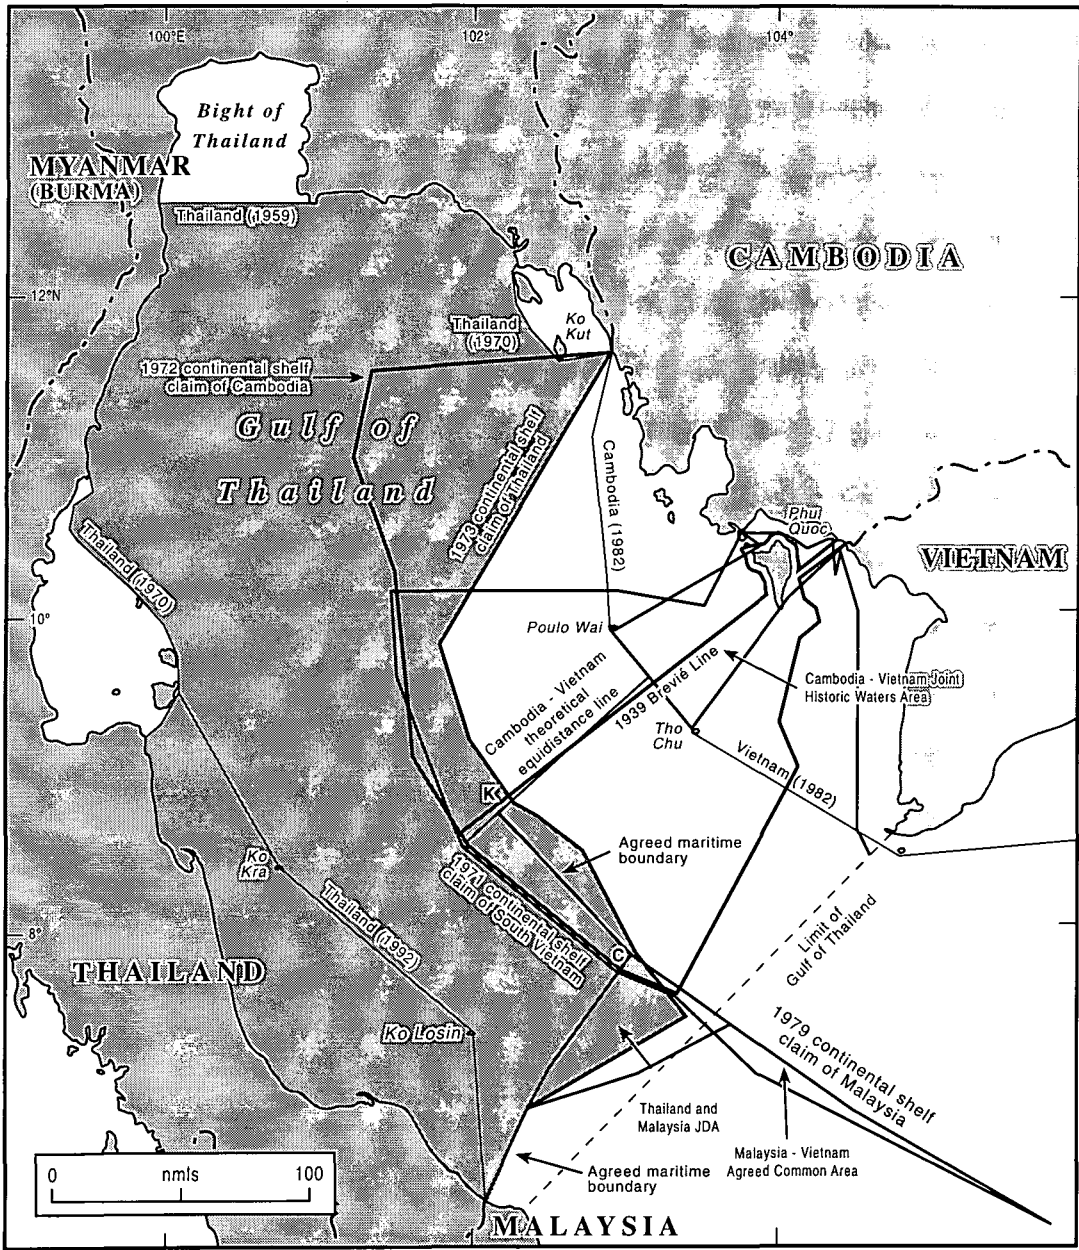 100°E
102°
104°
Bight of
Thailand
MYANMAR
(BURMA)
Thailand (1959)
CAMBODIA
12°N
Thailand
(1970)
Ko
Kut
1972 continental shelf
claim of Cambodia
Gulf of
Thailand
1973 continental shelf
claim of Thailand
Cambodia (1982)
Phui
Quoc
VIETNAM
Thailand (1970)
10°
Poulo Wai
Cambodia - Vietnam
theoretical
equidistance line
1939 Brevié Line
Cambodia - Vietnam Joint
Historic Waters Area
Tho
Chu
Vietnam (1982)
K
Agreed maritime
boundary
Ko
Kra
1971 continental shelf
claim of South Vietnam
Thailand (1992)
8°
C
Limit of
Gulf of Thailand
THAILAND
Ko Losin
1979 continental shelf
claim of Malaysia
Thailand and
Malaysia JDA
Malaysia - Vietnam
Agreed Common Area
0 nmls 100
Agreed maritime
boundary
MALAYSIA